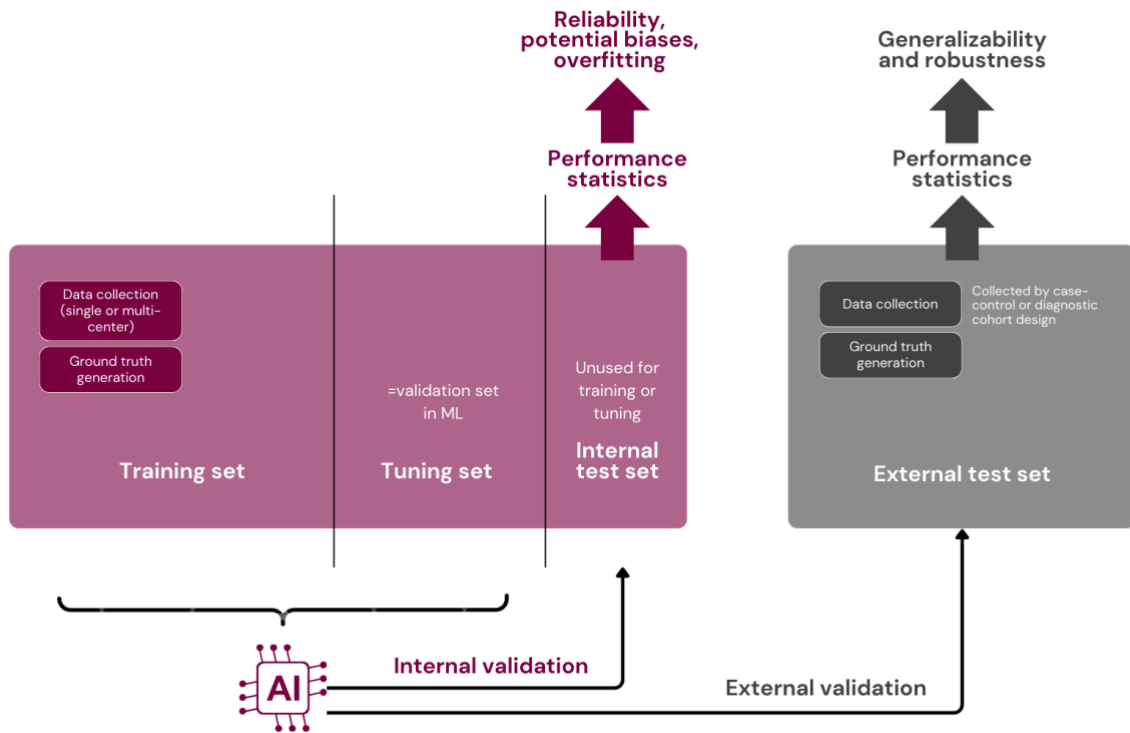 Reliability,
potential biases,
overfitting
Generalizability
and robustness
Performance
statistics
Performance
statistics
Data collection
(single or multi-
center)
Ground truth
generation
=validation set
in ML
Unused for
training or
tuning
Data collection
Collected by case-
control or diagnostic
cohort design
Ground truth
generation
Training set
Tuning set
Internal
test set
External test set
AI
Internal validation
External validation